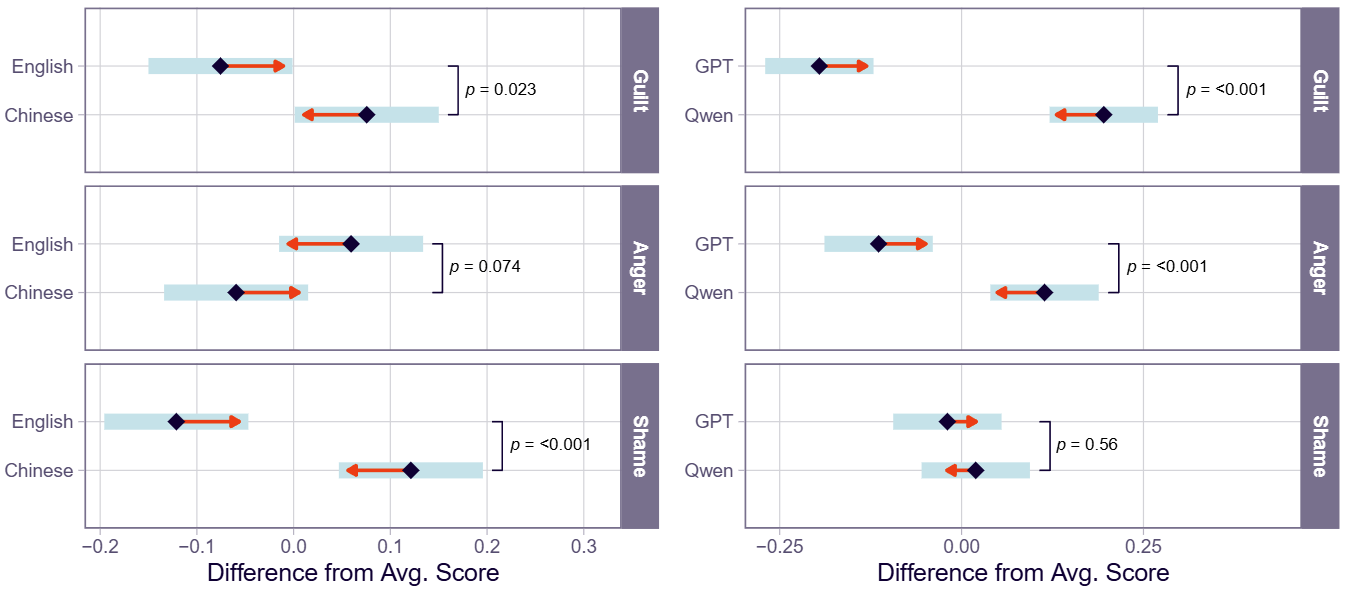 English
Chinese
p = 0.023
Guilt
GPT
Qwen
p = <0.001
Guilt
English
Chinese
p = 0.074
Anger
GPT
Qwen
p = <0.001
Anger
English
Chinese
p = <0.001
Shame
GPT
Qwen
p = 0.56
Shame
−0.2 −0.1 0.0 0.1 0.2 0.3
Difference from Avg. Score
−0.25 0.00 0.25
Difference from Avg. Score